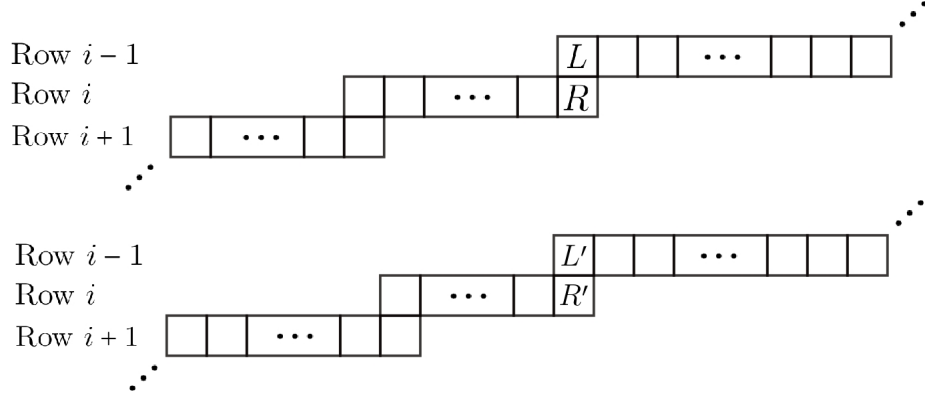 Row i − 1 L ···
Row i ··· R
Row i + 1 ···
Row i − 1 L′ ···
Row i ··· R′
Row i + 1 ···